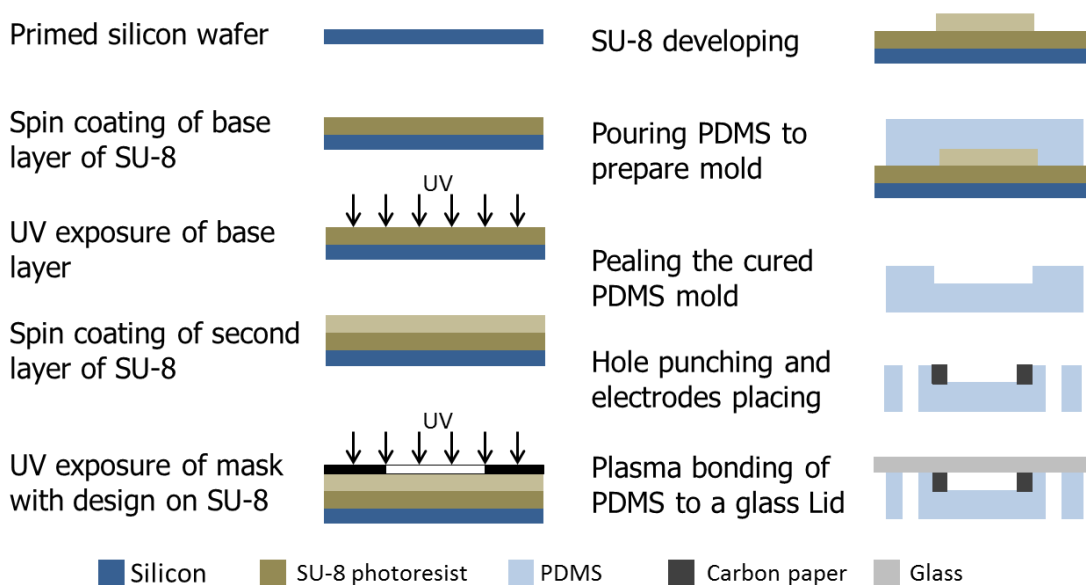 Primed silicon wafer
Spin coating of base
layer of SU-8
UV
UV exposure of base
layer
Spin coating of second
layer of SU-8
UV
UV exposure of mask
with design on SU-8
SU-8 developing
Pouring PDMS to
prepare mold
Pealing the cured
PDMS mold
Hole punching and
electrodes placing
Plasma bonding of
PDMS to a glass Lid
Silicon SU-8 photoresist PDMS Carbon paper Glass